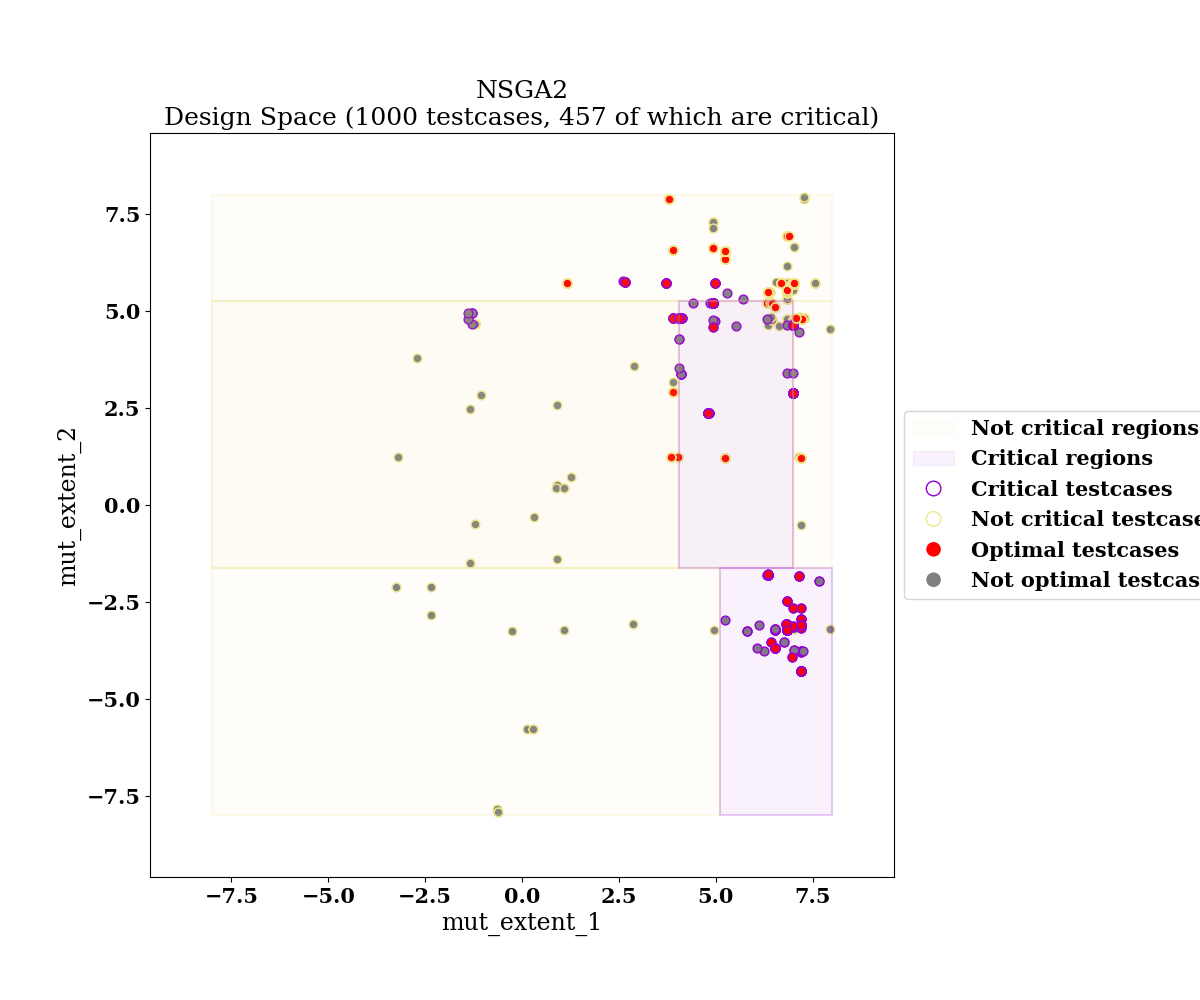 NSGA2
Design Space (1000 testcases, 457 of which are critical)
7.5
5.0
2.5
0.0
−2.5
−5.0
−7.5
mut_extent_2
−7.5 −5.0 −2.5 0.0 2.5 5.0 7.5
mut_extent_1
Not critical regions
Critical regions
Critical testcases
Not critical testcase
Optimal testcases
Not optimal testcas